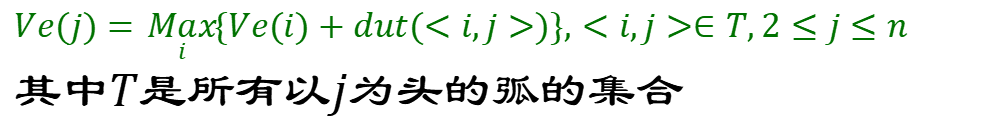 Ve(j) = Max{Ve(i) + dut(< i,j >)}, < i,j >∈ T, 2 ≤ j ≤ n
i
其中T是所有以j为头的弧的集合